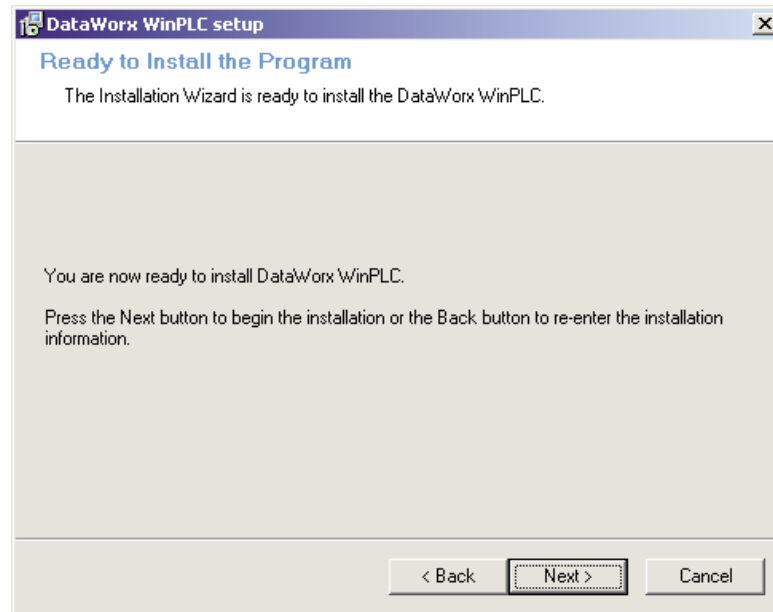 DataWorx WinPLC setup
Ready to Install the Program
The Installation Wizard is ready to install the DataWorx WinPLC.
You are now ready to install DataWorx WinPLC.
Press the Next button to begin the installation or the Back button to re-enter the installation
information.
< Back Next > Cancel